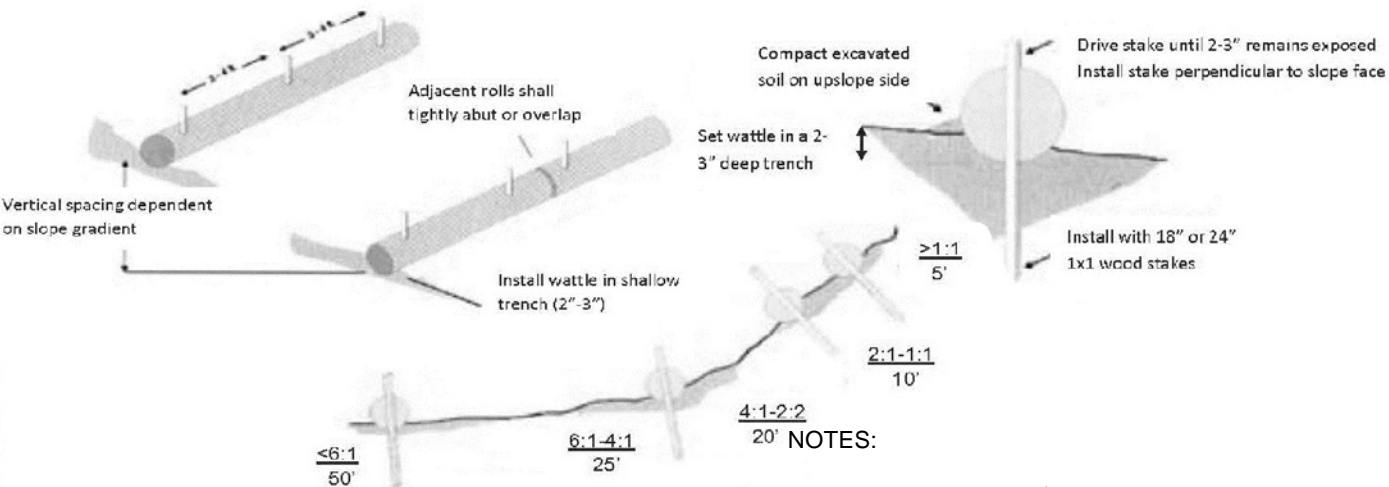 3-4ft
3-4ft
Adjacent rolls shall
tightly abut or overlap
Vertical spacing dependent
on slope gradient
Install wattle in shallow
trench (2"-3")
Compact excavated
soil on upslope side
Set wattle in a 2-
3" deep trench
Drive stake until 2-3" remains exposed
Install stake perpendicular to slope face
Install with 18" or 24"
1x1 wood stakes
>1:1
5'
2:1-1:1
10'
4:1-2:2
20'
6:1-4:1
25'
<6:1
50'
NOTES: